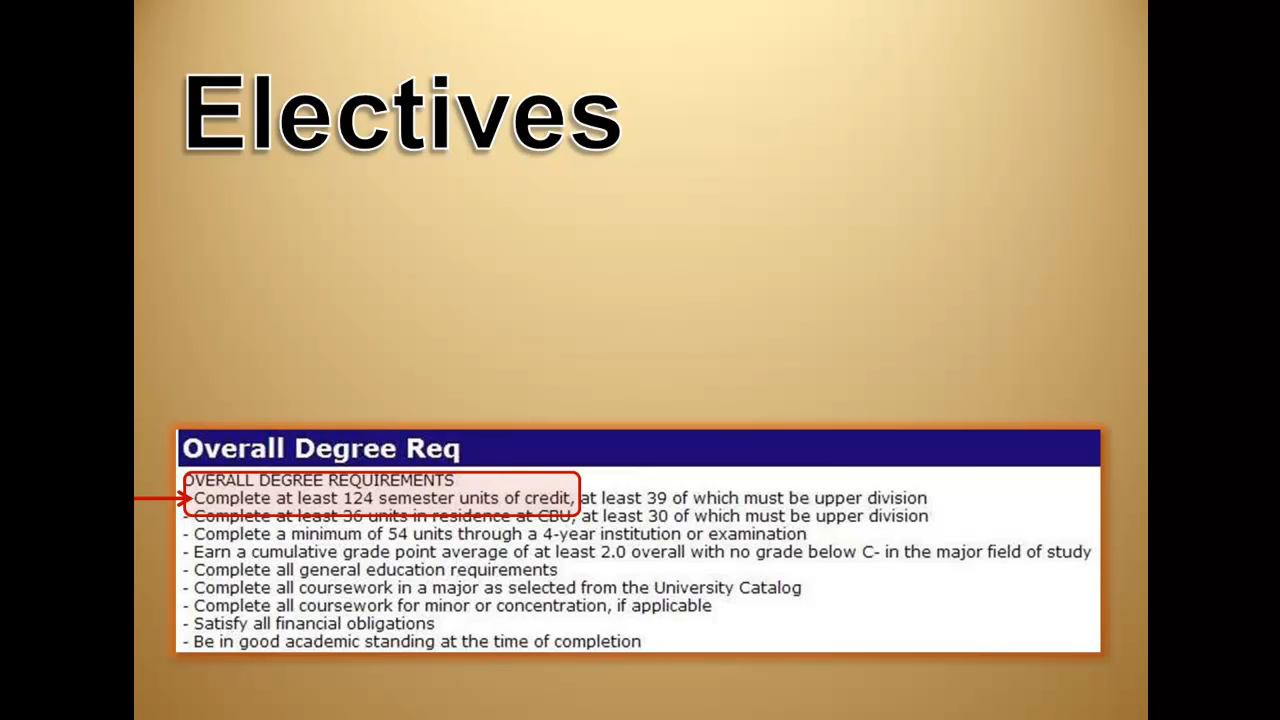 Electives
Overall Degree Req
OVERALL DEGREE REQUIREMENTS
- Complete at least 124 semester units of credit, at least 39 of which must be upper division
- Complete at least 36 units in residence at CBU, at least 30 of which must be upper division
- Complete a minimum of 54 units through a 4-year institution or examination
- Earn a cumulative grade point average of at least 2.0 overall with no grade below C- in the major field of study
- Complete all general education requirements
- Complete all coursework in a major as selected from the University Catalog
- Complete all coursework for minor or concentration, if applicable
- Satisfy all financial obligations
- Be in good academic standing at the time of completion